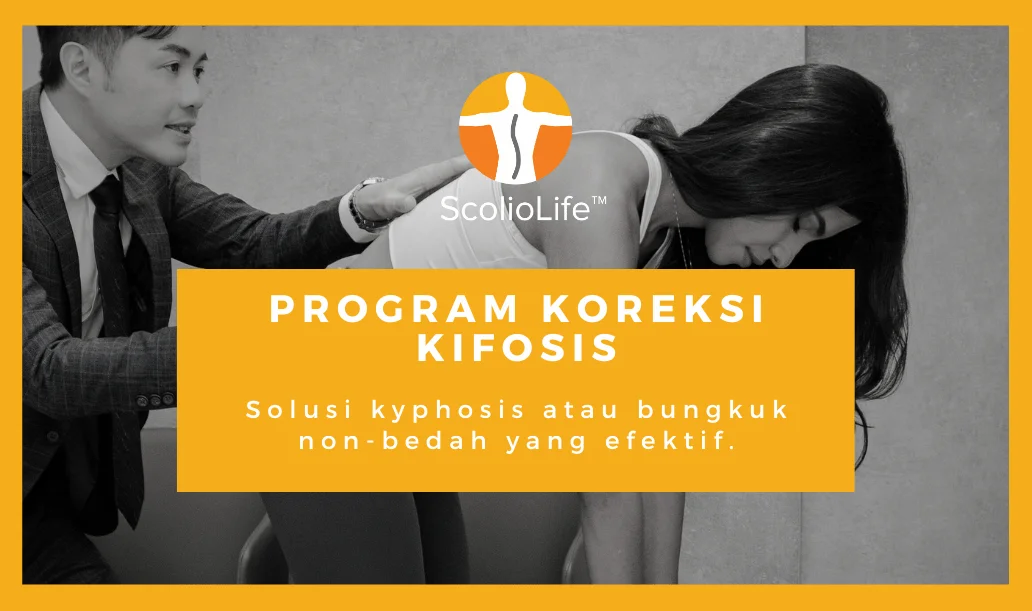 ScolioLife™
PROGRAM KOREKSI
KIFOSIS
Solusi kyphosis atau bungkuk
non-bedah yang efektif.